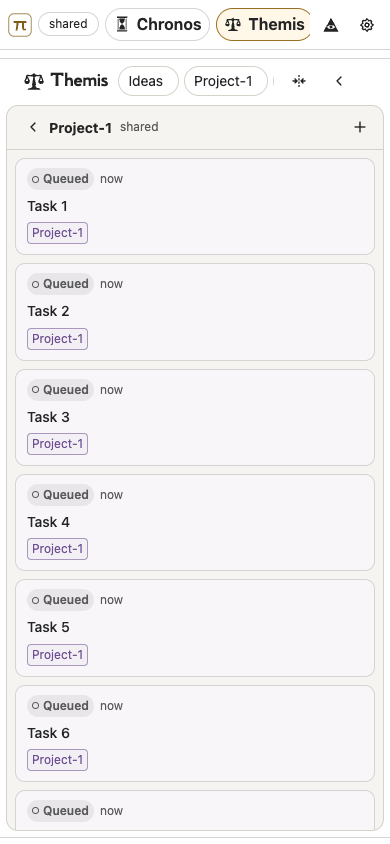 π shared Chronos Themis
Themis Ideas Project-1
Project-1 shared
Queued now
Task 1
Project-1
Queued now
Task 2
Project-1
Queued now
Task 3
Project-1
Queued now
Task 4
Project-1
Queued now
Task 5
Project-1
Queued now
Task 6
Project-1
Queued now